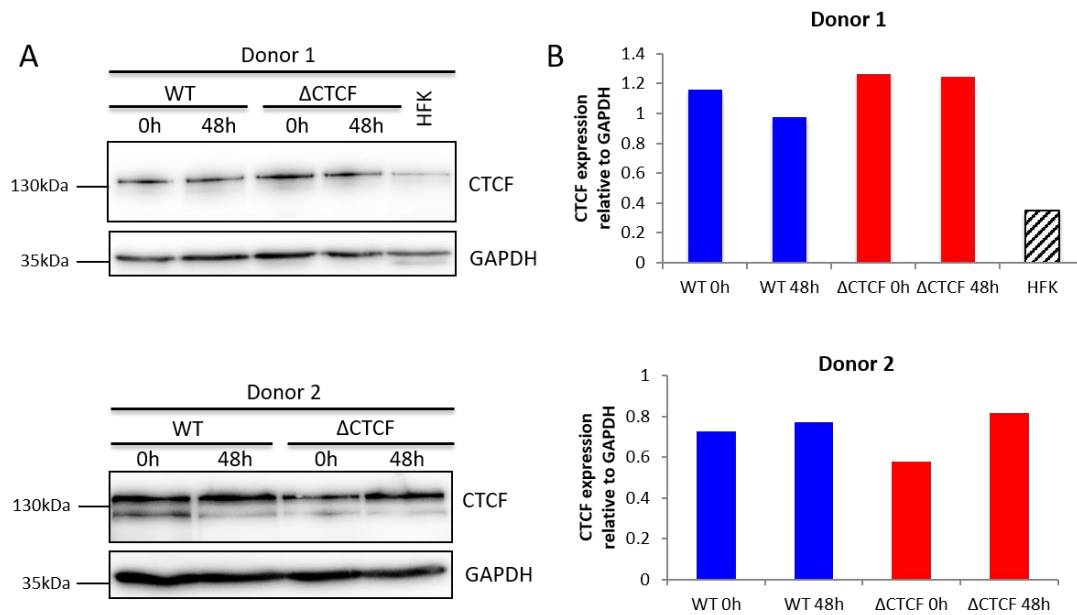 A
Donor 1
WT ΔCTCF HFK
0h 48h 0h 48h
130kDa CTCF
35kDa GAPDH
B
Donor 1
CTCF expression
relative to GAPDH
1.4
1.2
1
0.8
0.6
0.4
0.2
0
WT 0h WT 48h ΔCTCF 0h ΔCTCF 48h HFK
Donor 2
WT ΔCTCF
0h 48h 0h 48h
130kDa CTCF
35kDa GAPDH
Donor 2
CTCF expression
relative to GAPDH
1
0.8
0.6
0.4
0.2
0
WT 0h WT 48h ΔCTCF 0h ΔCTCF 48h